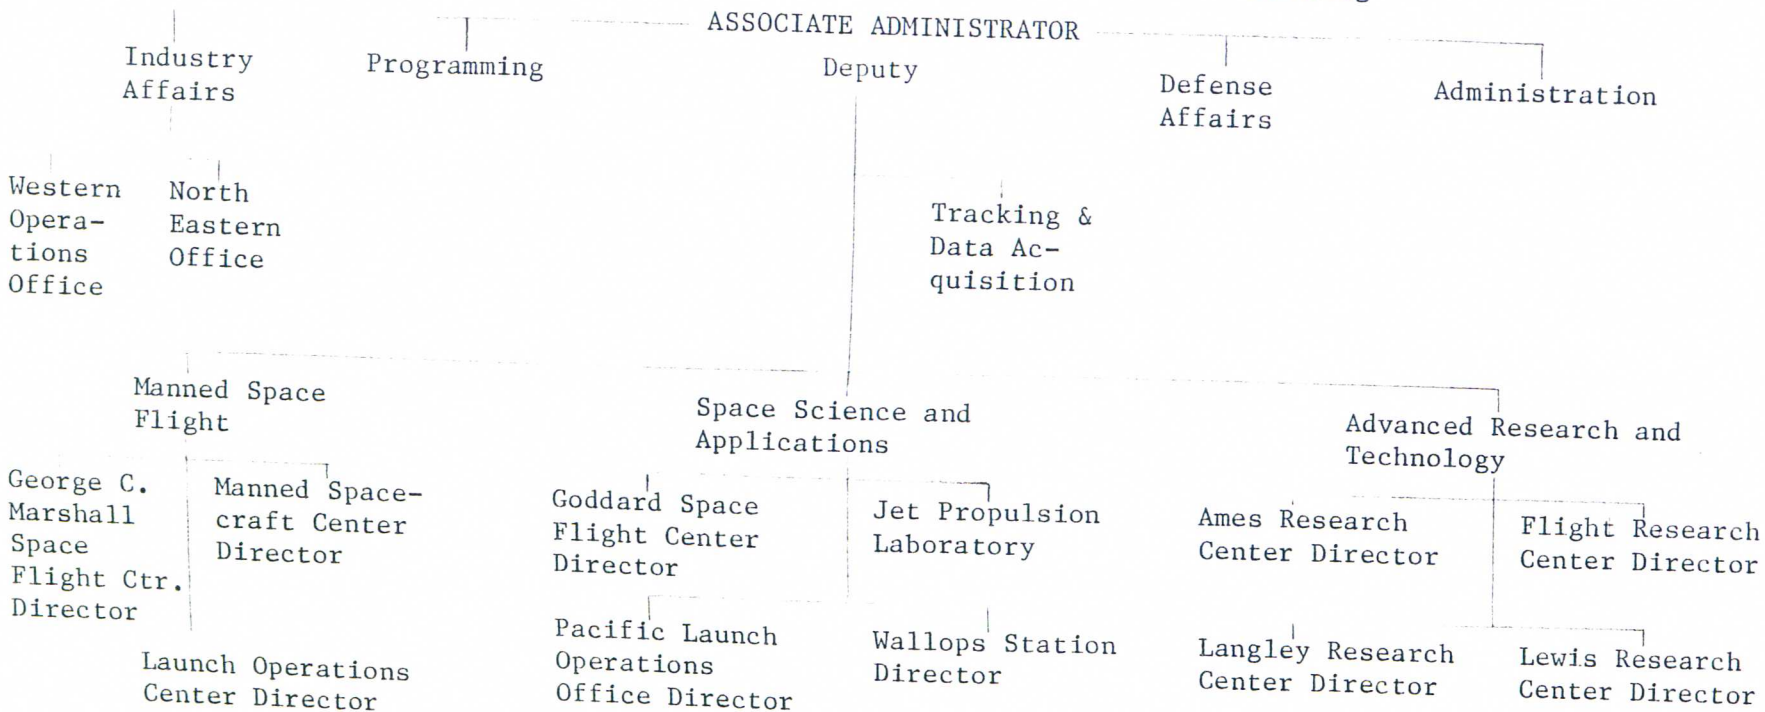 ASSOCIATE ADMINISTRATOR
Industry
Affairs
Programming
Deputy
Defense
Affairs
Administration
Western
Opera-
tions
Office
North
Eastern
Office
Tracking &
Data Ac-
quisition
Manned Space
Flight
Space Science and
Applications
Advanced Research and
Technology
George C.
Marshall
Space
Flight Ctr.
Director
Manned Space-
craft Center
Director
Goddard Space
Flight Center
Director
Jet Propulsion
Laboratory
Ames Research
Center Director
Flight Research
Center Director
Launch Operations
Center Director
Pacific Launch
Operations
Office Director
Wallops Station
Director
Langley Research
Center Director
Lewis Research
Center Director